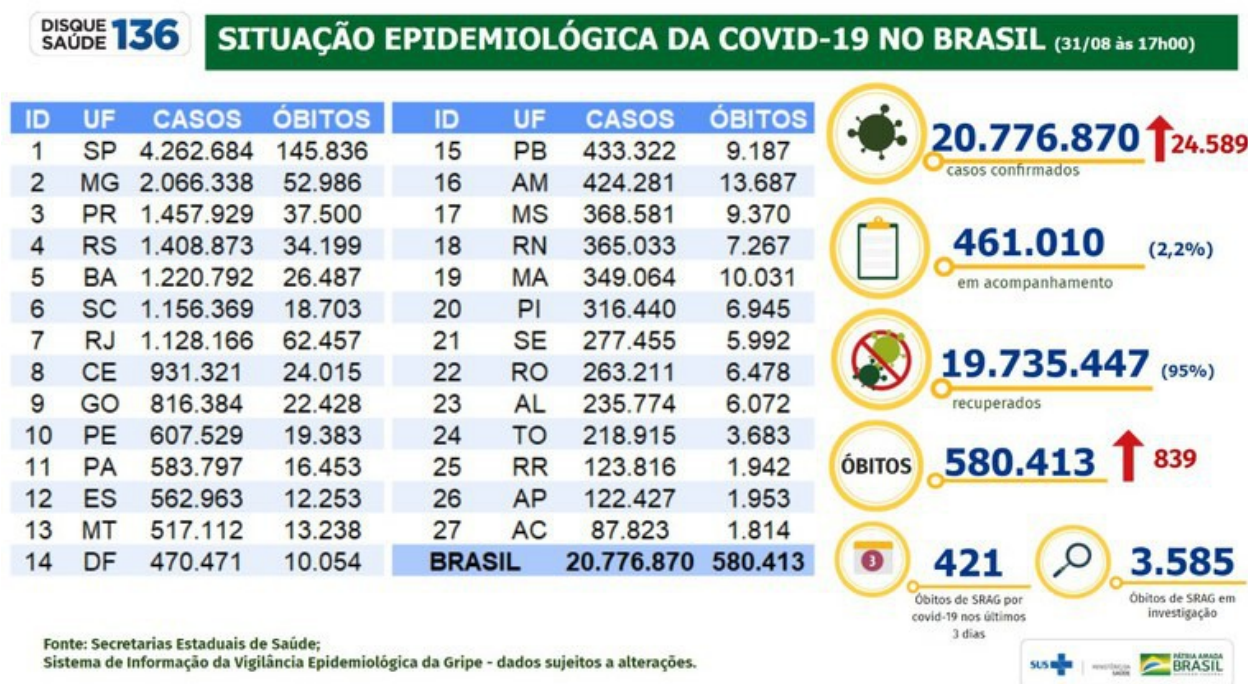 DISQUE
SAÚDE 136
SITUAÇÃO EPIDEMIOLÓGICA DA COVID-19 NO BRASIL (31/08 às 17h00)
ID UF CASOS ÓBITOS ID UF CASOS ÓBITOS
1 SP 4.262.684 145.836 15 PB 433.322 9.187
2 MG 2.066.338 52.986 16 AM 424.281 13.687
3 PR 1.457.929 37.500 17 MS 368.581 9.370
4 RS 1.408.873 34.199 18 RN 365.033 7.267
5 BA 1.220.792 26.487 19 MA 349.064 10.031
6 SC 1.156.369 18.703 20 PI 316.440 6.945
7 RJ 1.128.166 62.457 21 SE 277.455 5.992
8 CE 931.321 24.015 22 RO 263.211 6.478
9 GO 816.384 22.428 23 AL 235.774 6.072
10 PE 607.529 19.383 24 TO 218.915 3.683
11 PA 583.797 16.453 25 RR 123.816 1.942
12 ES 562.963 12.253 26 AP 122.427 1.953
13 MT 517.112 13.238 27 AC 87.823 1.814
14 DF 470.471 10.054 BRASIL 20.776.870 580.413
20.776.870 24.589
casos confirmados
461.010 (2,2%)
em acompanhamento
19.735.447 (95%)
recuperados
ÓBITOS 580.413 839
3 421
Óbitos de SRAG por
covid-19 nos últimos
3 dias
3.585
Óbitos de SRAG em
investigação
Fonte: Secretarias Estaduais de Saúde;
Sistema de Informação da Vigilância Epidemiológica da Gripe - dados sujeitos a alterações.
SUS
MINISTÉRIO DA
SAÚDE
PÁTRIA AMADA
BRASIL